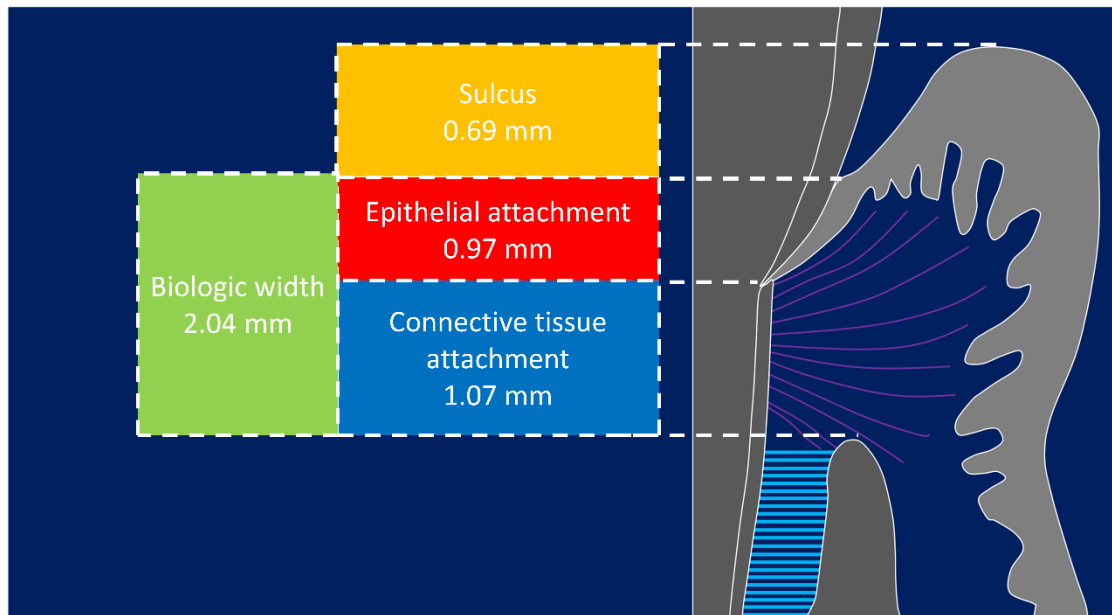 Sulcus
0.69 mm
Epithelial attachment
0.97 mm
Biologic width
2.04 mm
Connective tissue
attachment
1.07 mm